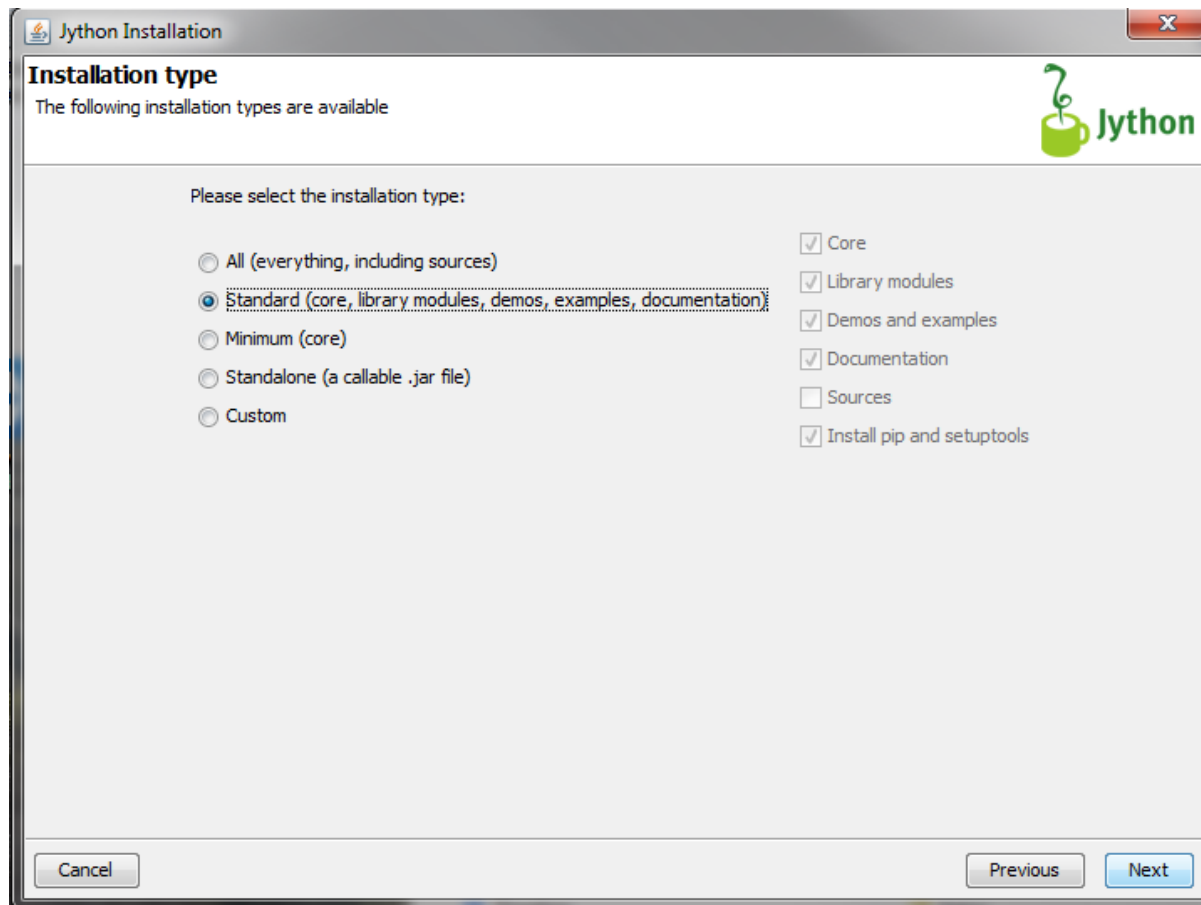 Jython Installation
Installation type
The following installation types are available
Jython
Please select the installation type:
All (everything, including sources)
Standard (core, library modules, demos, examples, documentation)
Minimum (core)
Standalone (a callable .jar file)
Custom
Core
Library modules
Demos and examples
Documentation
Sources
Install pip and setuptools
Cancel
Previous
Next